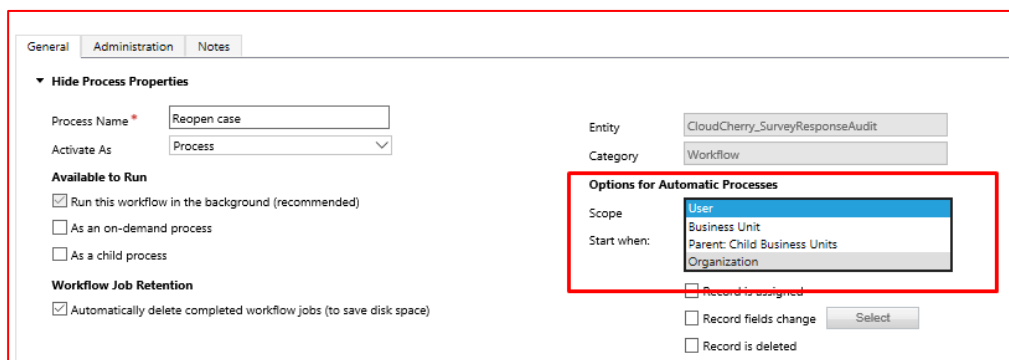 General Administration Notes
Hide Process Properties
Process Name * Reopen case
Activate As Process
Available to Run
Run this workflow in the background (recommended)
As an on-demand process
As a child process
Workflow Job Retention
Automatically delete completed workflow jobs (to save disk space)
Entity CloudCherry_SurveyResponseAudit
Category Workflow
Options for Automatic Processes
Scope User
Business Unit
Start when: Parent: Child Business Units
Organization
Record is assigned
Record fields change Select
Record is deleted